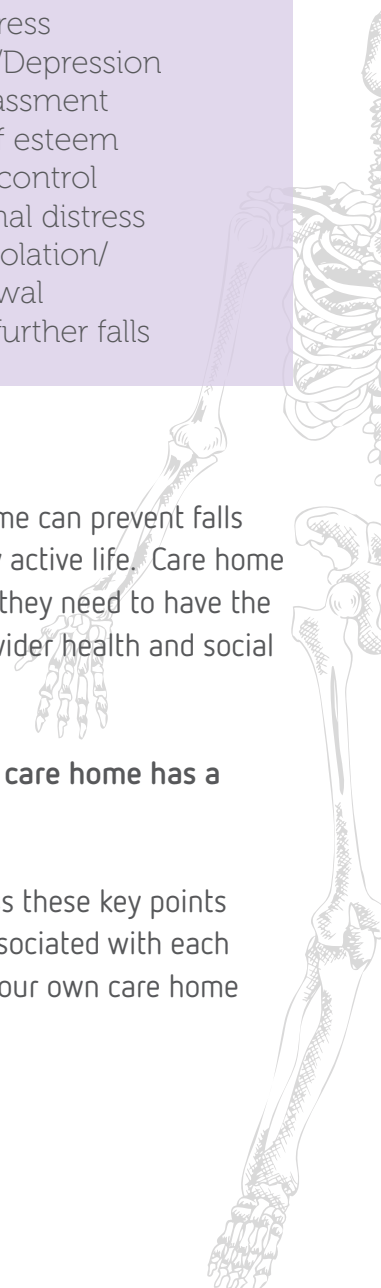 ress
/Depression
assment
f esteem
control
nal distress
olation/
wal
further falls
me can prevent falls
y active life.  Care home
they need to have the
vider health and social
care home has a
s these key points
ssociated with each
our own care home